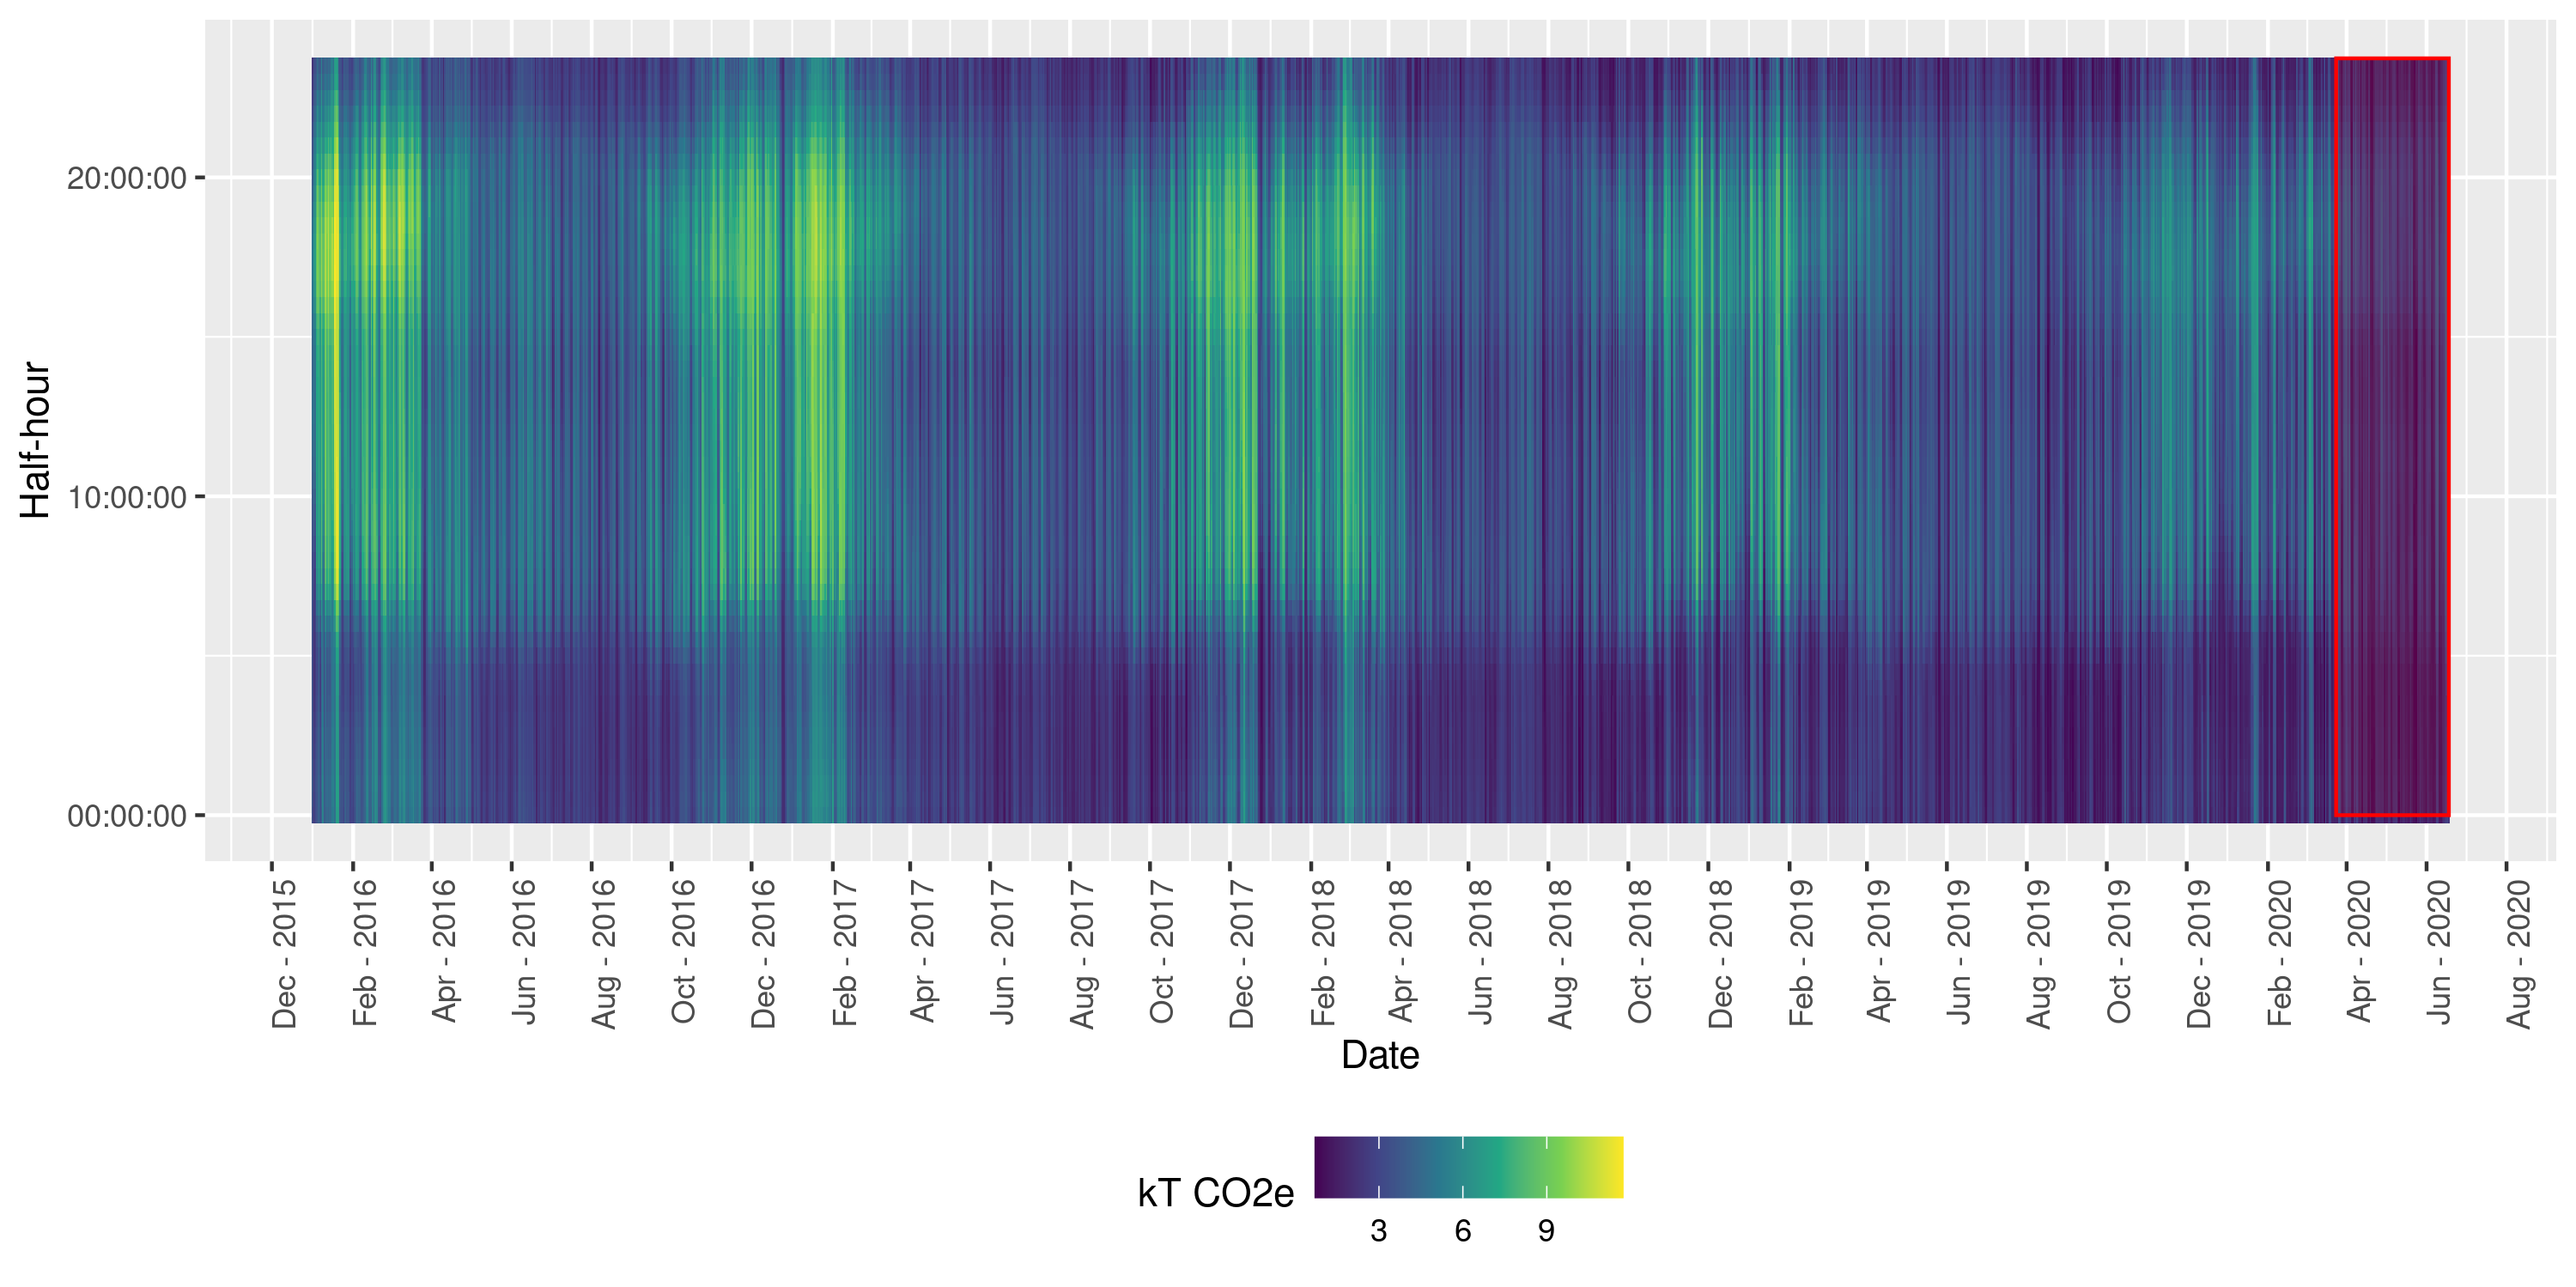 Half-hour
20:00:00
10:00:00
00:00:00
Dec - 2015
Feb - 2016
Apr - 2016
Jun - 2016
Aug - 2016
Oct - 2016
Dec - 2016
Feb - 2017
Apr - 2017
Jun - 2017
Aug - 2017
Oct - 2017
Dec - 2017
Feb - 2018
Apr - 2018
Jun - 2018
Aug - 2018
Oct - 2018
Dec - 2018
Feb - 2019
Apr - 2019
Jun - 2019
Aug - 2019
Oct - 2019
Dec - 2019
Feb - 2020
Apr - 2020
Jun - 2020
Aug - 2020
Date
kT CO2e
3 6 9